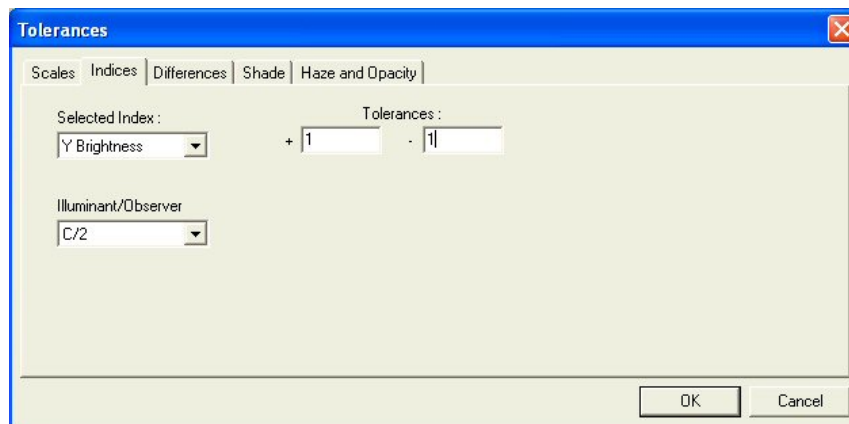 Tolerances
Scales Indices Differences Shade Haze and Opacity
Selected Index : Tolerances :
Y Brightness + 1 - 1
Illuminant/Observer
C/2
OK Cancel